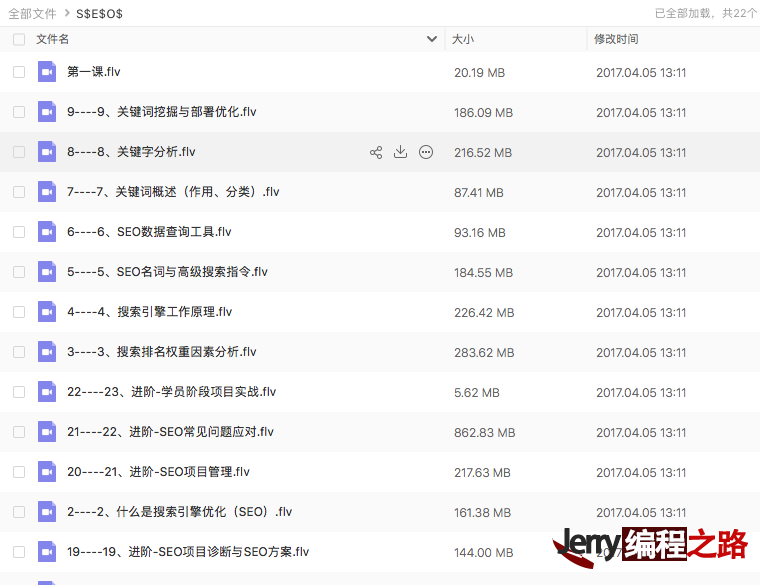 全部文件 > S$E$O$ 已全部加载，共22个
文件名 大小 修改时间
第一课.flv 20.19 MB 2017.04.05 13:11
9----9、关键词挖掘与部署优化.flv 186.09 MB 2017.04.05 13:11
8----8、关键字分析.flv 216.52 MB 2017.04.05 13:11
7----7、关键词概述（作用、分类）.flv 87.41 MB 2017.04.05 13:11
6----6、SEO数据查询工具.flv 93.16 MB 2017.04.05 13:11
5----5、SEO名词与高级搜索指令.flv 184.55 MB 2017.04.05 13:11
4----4、搜索引擎工作原理.flv 226.42 MB 2017.04.05 13:11
3----3、搜索排名权重因素分析.flv 283.62 MB 2017.04.05 13:11
22----23、进阶-学员阶段项目实战.flv 5.62 MB 2017.04.05 13:11
21----22、进阶-SEO常见问题应对.flv 862.83 MB 2017.04.05 13:11
20----21、进阶-SEO项目管理.flv 217.63 MB 2017.04.05 13:11
2----2、什么是搜索引擎优化（SEO）.flv 161.38 MB 2017.04.05 13:11
19----19、进阶-SEO项目诊断与SEO方案.flv 144.00 MB
Jerry编程之路